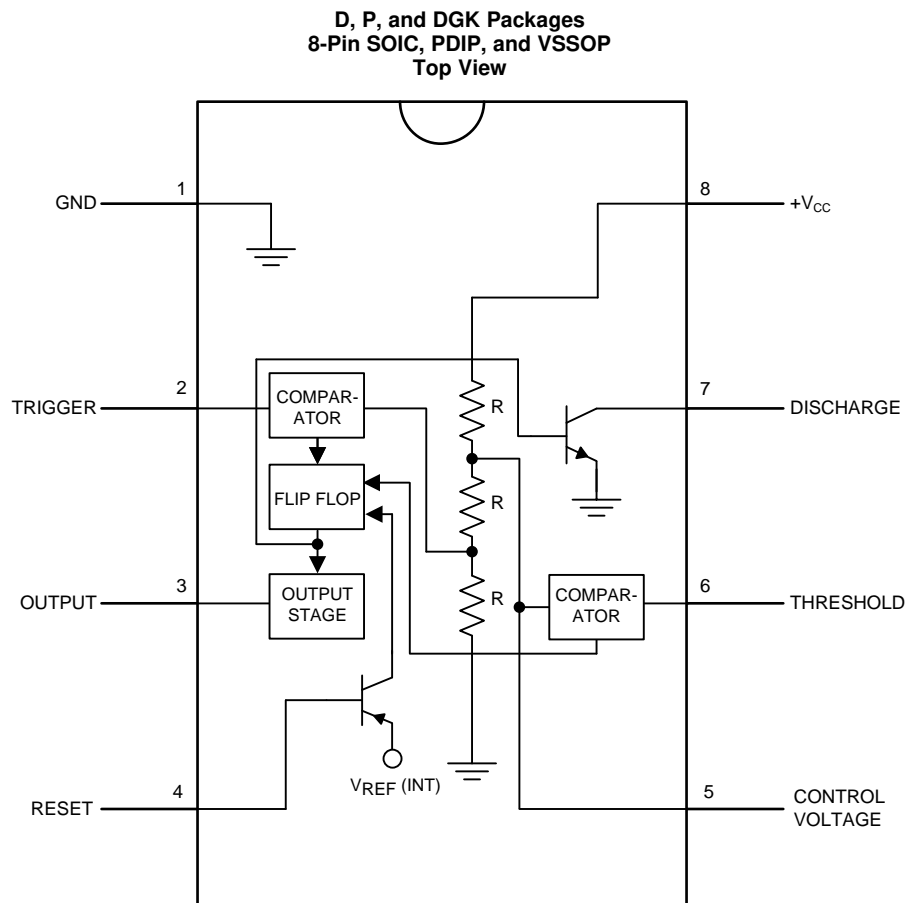 D, P, and DGK Packages
8-Pin SOIC, PDIP, and VSSOP
Top View
1
GND
8
+VCC
2
TRIGGER
COMPAR-
ATOR
R
7
DISCHARGE
FLIP FLOP
R
3
OUTPUT
OUTPUT
STAGE
R
COMPAR-
ATOR
6
THRESHOLD
VREF (INT)
4
RESET
5
CONTROL
VOLTAGE